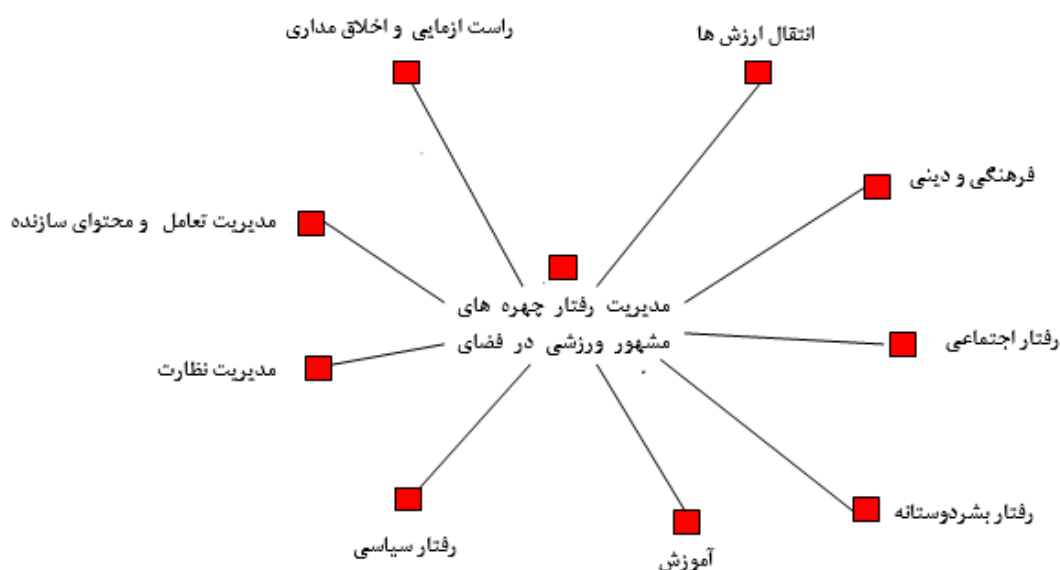 راست ازمایی و اخلاق مداری
انتقال ارزش ها
فرهنگی و دینی
مدیریت تعامل و محتوای سازنده
مدیریت رفتار چهره های
مشهور ورزشی در فضای
رفتار اجتماعی
مدیریت نظارت
رفتار بشردوستانه
رفتار سیاسی
آموزش